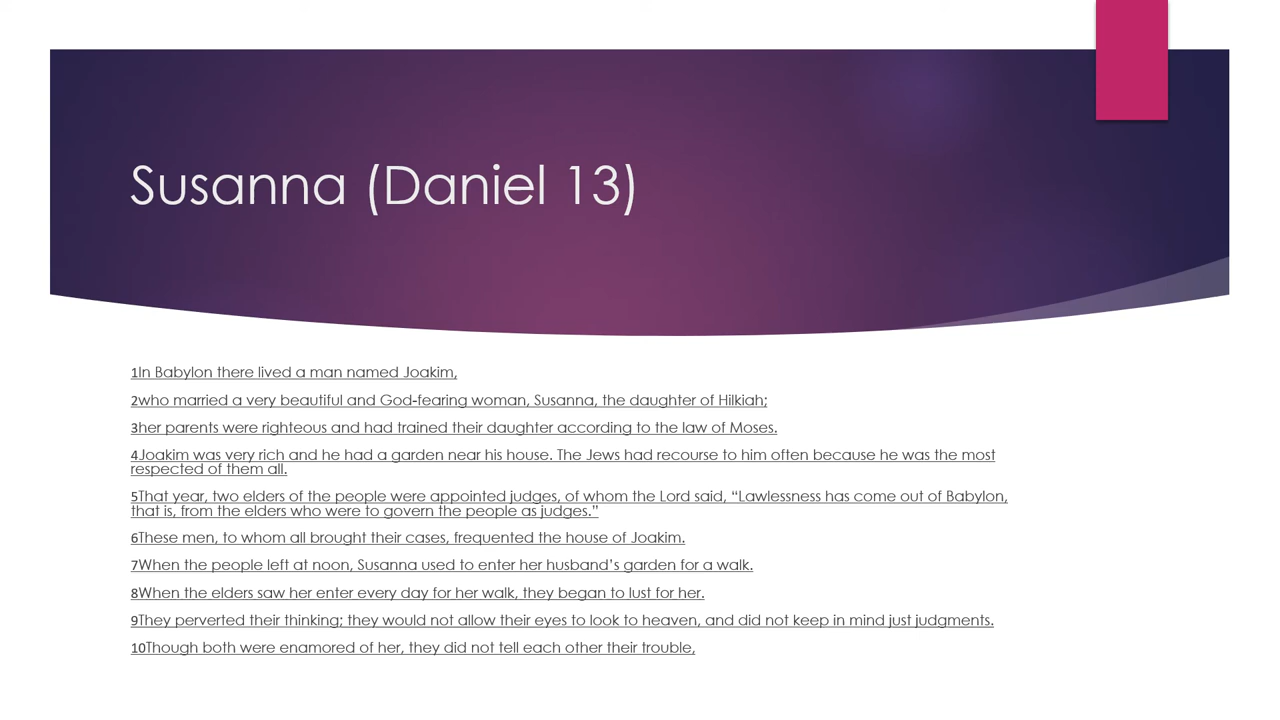 Susanna (Daniel 13)
1In Babylon there lived a man named Joakim,
2who married a very beautiful and God-fearing woman, Susanna, the daughter of Hilkiah;
3her parents were righteous and had trained their daughter according to the law of Moses.
4Joakim was very rich and he had a garden near his house. The Jews had recourse to him often because he was the most
respected of them all.
5That year, two elders of the people were appointed judges, of whom the Lord said, “Lawlessness has come out of Babylon,
that is, from the elders who were to govern the people as judges.”
6These men, to whom all brought their cases, frequented the house of Joakim.
7When the people left at noon, Susanna used to enter her husband’s garden for a walk.
8When the elders saw her enter every day for her walk, they began to lust for her.
9They perverted their thinking; they would not allow their eyes to look to heaven, and did not keep in mind just judgments.
10Though both were enamored of her, they did not tell each other their trouble,